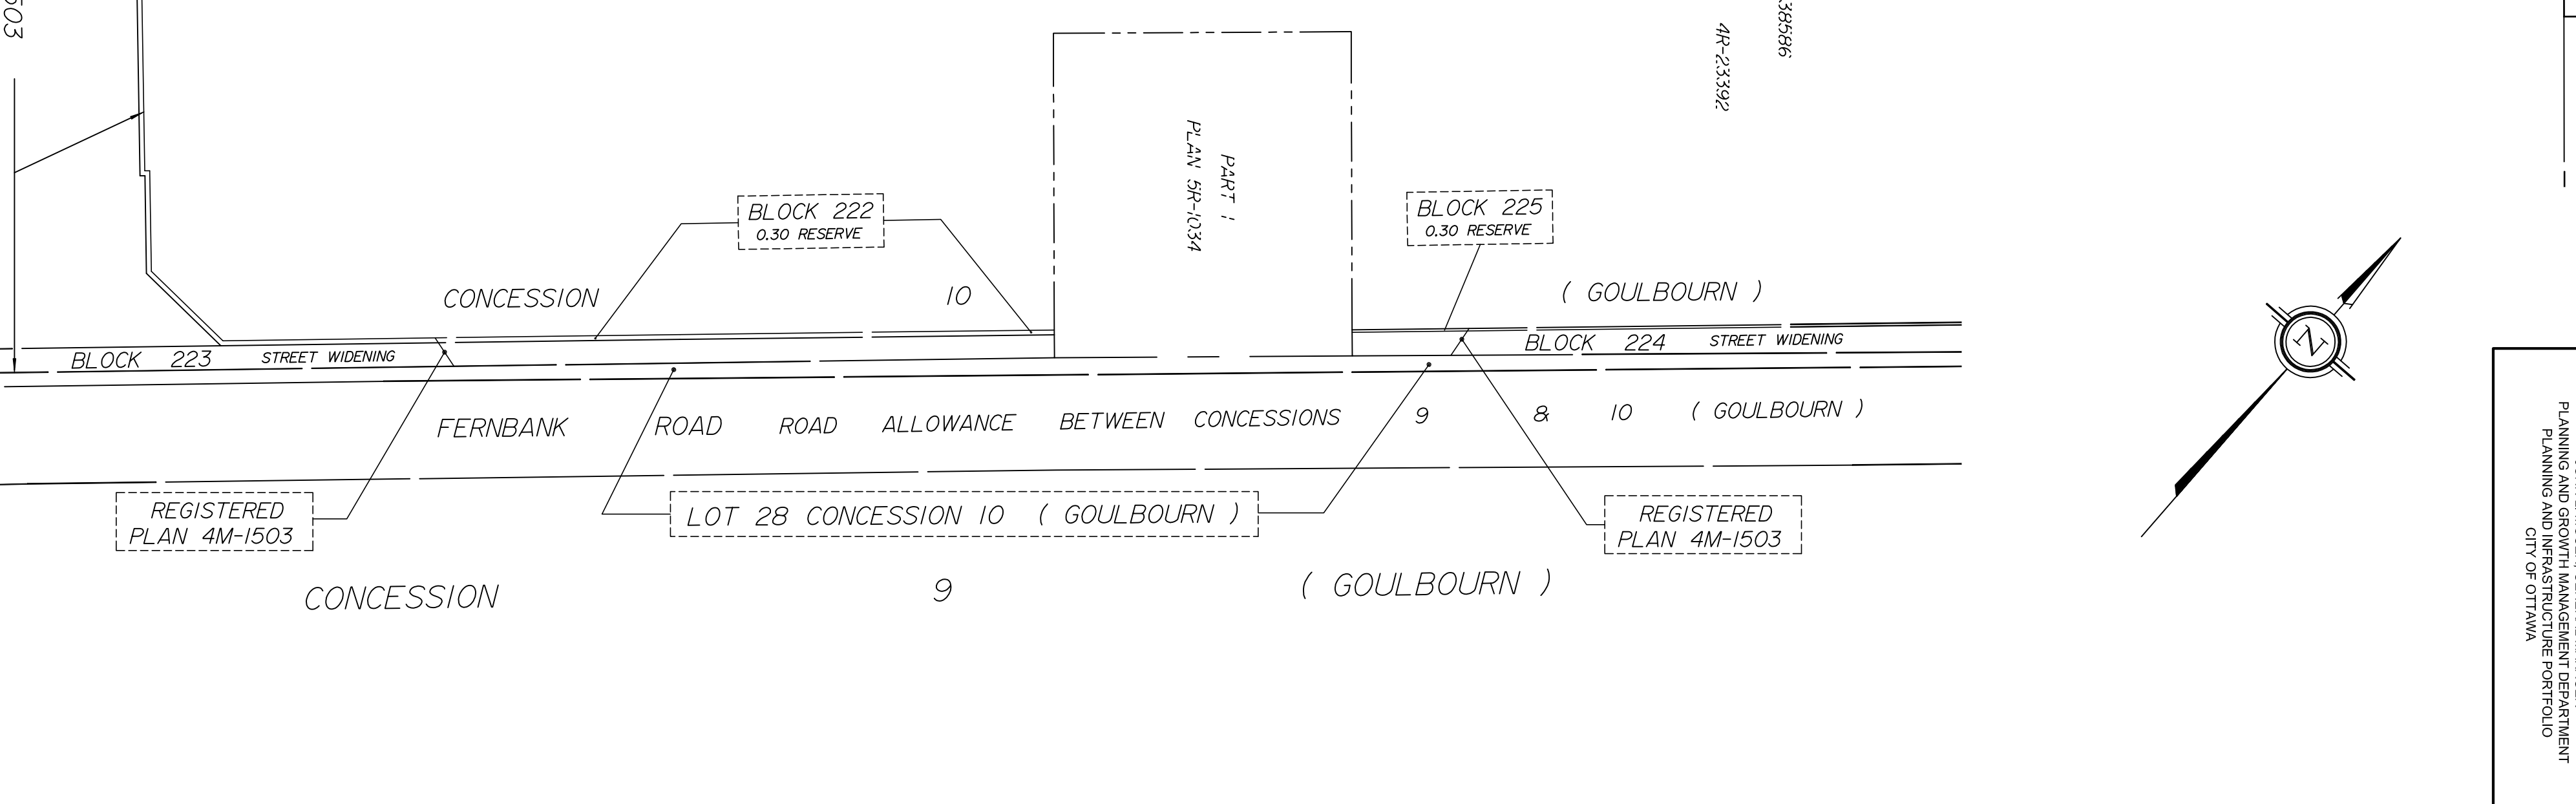 503
38586
4R-23392
PART 1
PLAN 5R-1034
BLOCK 222
0.30 RESERVE
BLOCK 225
0.30 RESERVE
CONCESSION 10 ( GOULBOURN )
BLOCK 223 STREET WIDENING
BLOCK 224 STREET WIDENING
FERNBANK ROAD ROAD ALLOWANCE BETWEEN CONCESSIONS 9 & 10 ( GOULBOURN )
REGISTERED
PLAN 4M-1503
LOT 28 CONCESSION 10 ( GOULBOURN )
REGISTERED
PLAN 4M-1503
CONCESSION 9 ( GOULBOURN )
N
PLANNING AND GROWTH MANAGEMENT DEPARTMENT
PLANNING AND INFRASTRUCTURE PORTFOLIO
CITY OF OTTAWA